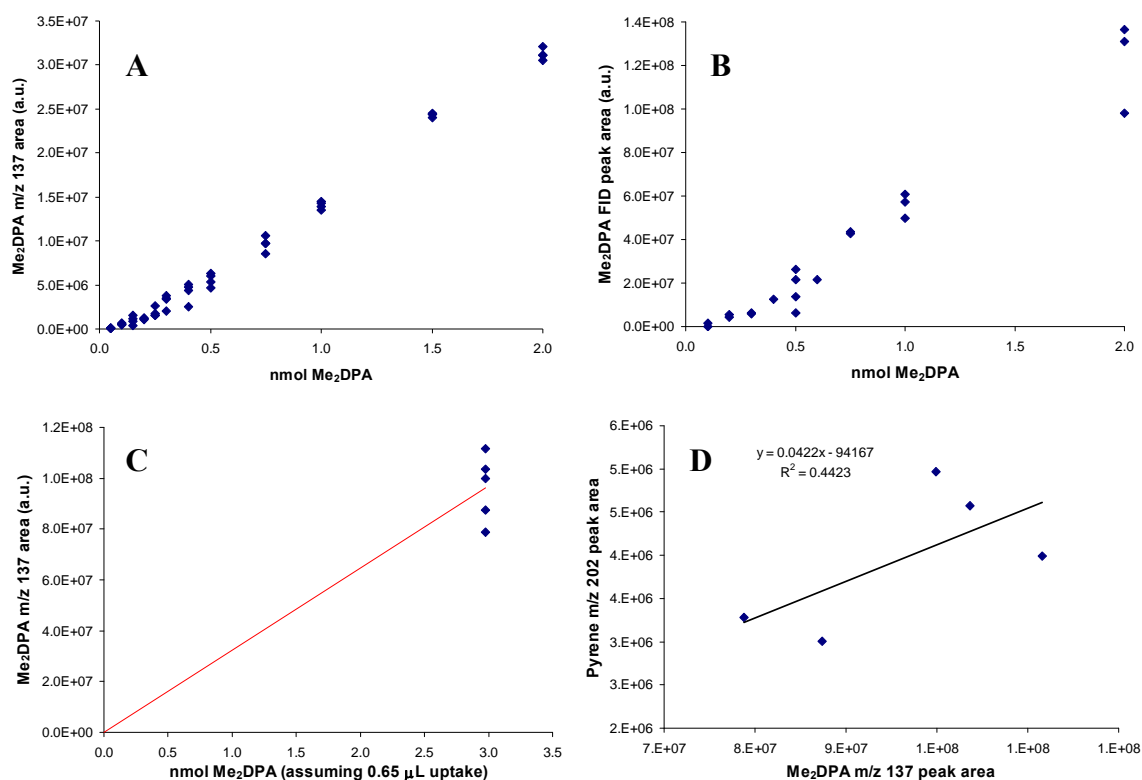 A
Me₂DPA m/z 137 area (a.u.)
3.5E+07
3.0E+07
2.5E+07
2.0E+07
1.5E+07
1.0E+07
5.0E+06
0.0E+00
0.0 0.5 1.0 1.5 2.0
nmol Me₂DPA
B
Me₂DPA FID peak area (a.u.)
1.4E+08
1.2E+08
1.0E+08
8.0E+07
6.0E+07
4.0E+07
2.0E+07
0.0E+00
0.0 0.5 1.0 1.5 2.0
nmol Me₂DPA
C
Me₂DPA m/z 137 area (a.u.)
1.2E+08
1.0E+08
8.0E+07
6.0E+07
4.0E+07
2.0E+07
0.0E+00
0.0 0.5 1.0 1.5 2.0 2.5 3.0 3.5
nmol Me₂DPA (assuming 0.65 µL uptake)
D
y = 0.0422x - 94167
R² = 0.4423
Pyrene m/z 202 peak area
6.E+06
5.E+06
5.E+06
4.E+06
4.E+06
3.E+06
3.E+06
2.E+06
7.E+07 8.E+07 9.E+07 1.E+08 1.E+08 1.E+08
Me₂DPA m/z 137 peak area